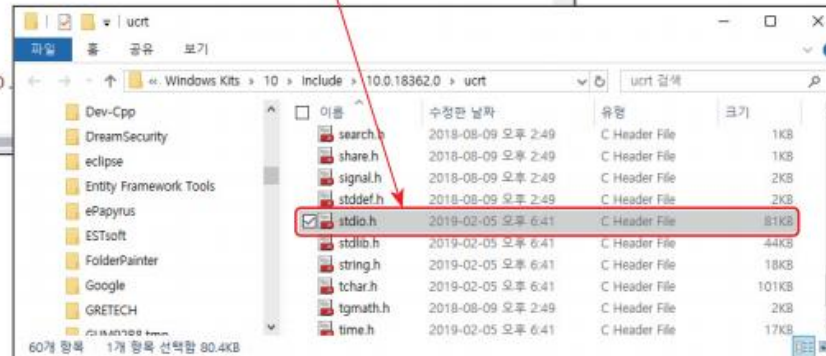 ucrt
파일 홈 공유 보기
« Windows Kits > 10 > Include > 10.0.18362.0 > ucrt
ucrt 검색
Dev-Cpp
DreamSecurity
eclipse
Entity Framework Tools
ePapyrus
ESTsoft
FolderPainter
Google
GRETECH
이름 수정한 날짜 유형 크기
search.h 2018-08-09 오후 2:49 C Header File 1KB
share.h 2018-08-09 오후 2:49 C Header File 1KB
signal.h 2018-08-09 오후 2:49 C Header File 2KB
stddef.h 2018-08-09 오후 2:49 C Header File 2KB
stdio.h 2019-02-05 오후 6:41 C Header File 81KB
stdlib.h 2019-02-05 오후 6:41 C Header File 44KB
string.h 2019-02-05 오후 6:41 C Header File 18KB
tchar.h 2019-02-05 오후 6:41 C Header File 101KB
tgmath.h 2018-08-09 오후 2:49 C Header File 2KB
time.h 2019-02-05 오후 6:41 C Header File 17KB
60개 항목 1개 항목 선택함 80.4KB